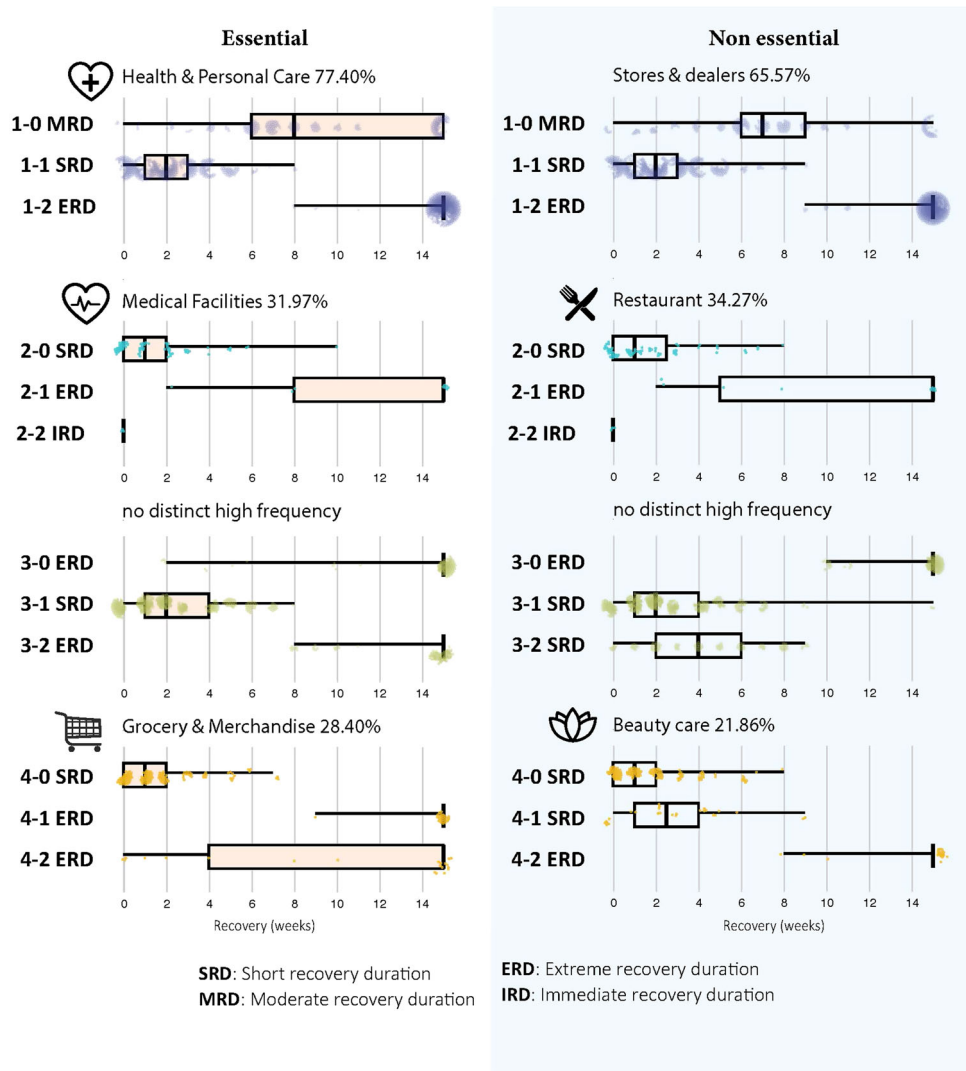 Essential
Health & Personal Care 77.40%
1-0 MRD
1-1 SRD
1-2 ERD
0 2 4 6 8 10 12 14
Medical Facilities 31.97%
2-0 SRD
2-1 ERD
2-2 IRD
0 2 4 6 8 10 12 14
no distinct high frequency
3-0 ERD
3-1 SRD
3-2 ERD
0 2 4 6 8 10 12 14
Grocery & Merchandise 28.40%
4-0 SRD
4-1 ERD
4-2 ERD
0 2 4 6 8 10 12 14
Recovery (weeks)
Non essential
Stores & dealers 65.57%
1-0 MRD
1-1 SRD
1-2 ERD
0 2 4 6 8 10 12 14
Restaurant 34.27%
2-0 SRD
2-1 ERD
2-2 IRD
0 2 4 6 8 10 12 14
no distinct high frequency
3-0 ERD
3-1 SRD
3-2 SRD
0 2 4 6 8 10 12 14
Beauty care 21.86%
4-0 SRD
4-1 SRD
4-2 ERD
0 2 4 6 8 10 12 14
Recovery (weeks)
SRD: Short recovery duration
MRD: Moderate recovery duration
ERD: Extreme recovery duration
IRD: Immediate recovery duration